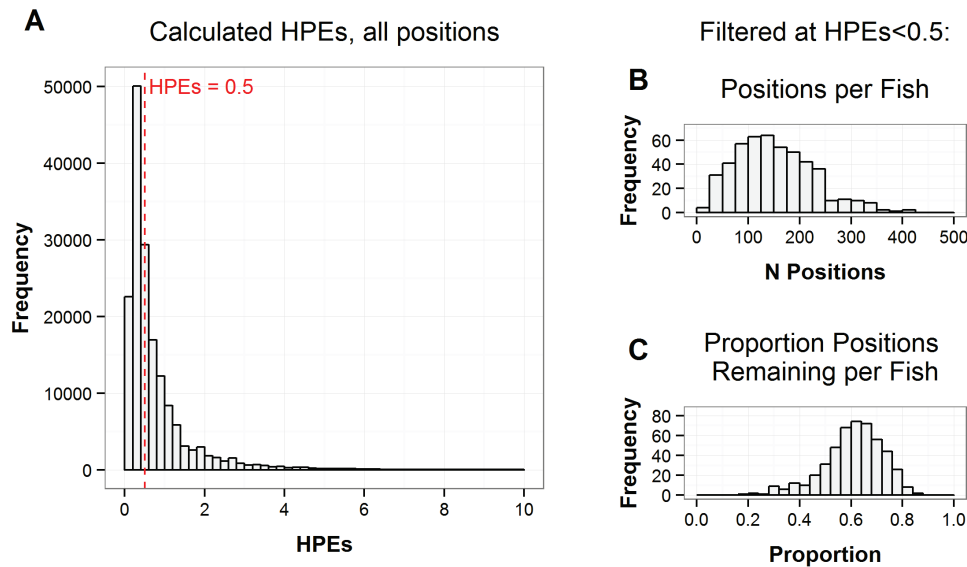 A
Calculated HPEs, all positions
HPEs = 0.5
Frequency
50000
40000
30000
20000
10000
0
0 2 4 6 8 10
HPEs
Filtered at HPEs<0.5:
B
Positions per Fish
Frequency
60
40
20
0
0 100 200 300 400 500
N Positions
C
Proportion Positions
Remaining per Fish
Frequency
80
60
40
20
0
0.0 0.2 0.4 0.6 0.8 1.0
Proportion